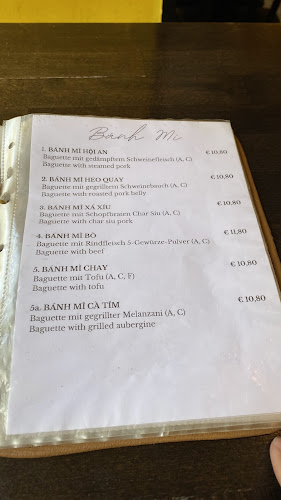 Bánh Mì
1. BÁNH MÌ HỘI AN € 10,80
Baguette mit gedämpftem Schweinefleisch (A, C)
Baguette with steamed pork
2. BÁNH MÌ HEO QUAY € 10,80
Baguette mit gegrilltem Schweinebauch (A, C)
Baguette with roasted pork belly
3. BÁNH MÌ XÁ XÍU € 10,80
Baguette mit Schopfbraten Char Siu (A, C)
Baguette with char siu pork
4. BÁNH MÌ BÒ € 11,80
Baguette mit Rindfleisch 5-Gewürze-Pulver (A, C)
Baguette with beef
5. BÁNH MÌ CHAY € 10,80
Baguette mit Tofu (A, C, F)
Baguette with tofu
5a. BÁNH MÌ CÀ TÍM € 10,80
Baguette mit gegrillter Melanzani (A, C)
Baguette with grilled aubergine